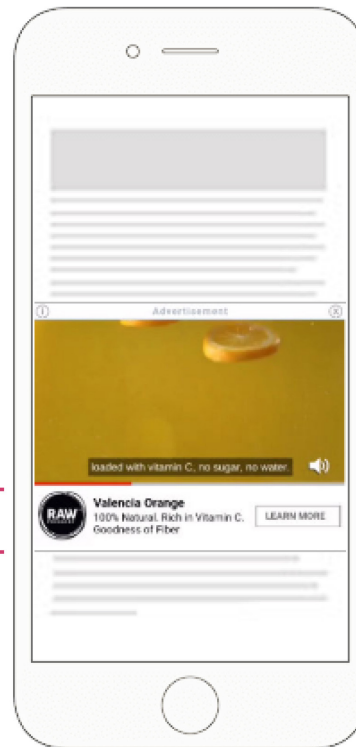 Advertisement
loaded with vitamin C, no sugar, no water.
RAW
Valencia Orange
100% Natural. Rich in Vitamin C.
Goodness of Fiber
LEARN MORE